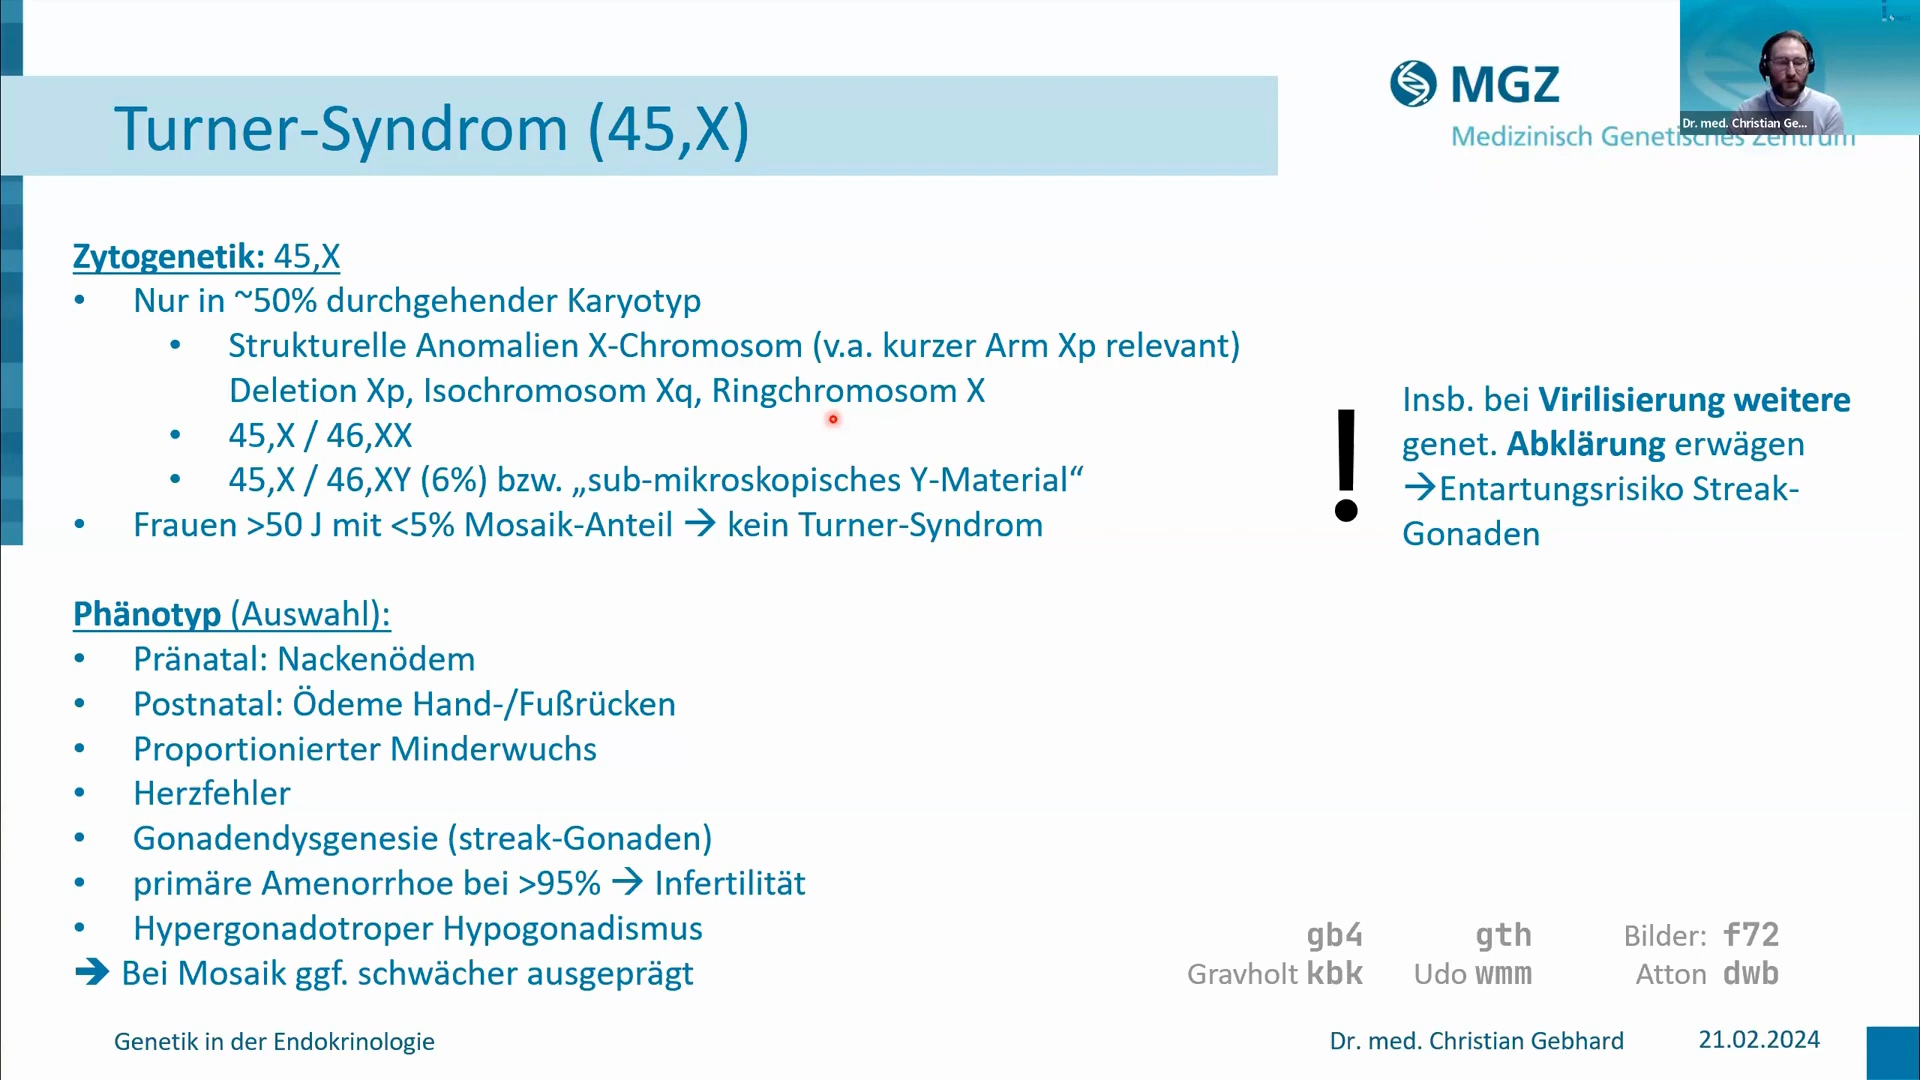 Turner-Syndrom (45,X)
MGZ
Medizinisch Genetisches Zentrum
Dr. med. Christian Ge...
Zytogenetik: 45,X
• Nur in ~50% durchgehender Karyotyp
• Strukturelle Anomalien X-Chromosom (v.a. kurzer Arm Xp relevant)
Deletion Xp, Isochromosom Xq, Ringchromosom X
• 45,X / 46,XX
• 45,X / 46,XY (6%) bzw. „sub-mikroskopisches Y-Material“
• Frauen >50 J mit <5% Mosaik-Anteil → kein Turner-Syndrom
!
Insb. bei Virilisierung weitere
genet. Abklärung erwägen
→Entartungsrisiko Streak-
Gonaden
Phänotyp (Auswahl):
• Pränatal: Nackenödem
• Postnatal: Ödeme Hand-/Fußrücken
• Proportionierter Minderwuchs
• Herzfehler
• Gonadendysgenesie (streak-Gonaden)
• primäre Amenorrhoe bei >95% → Infertilität
• Hypergonadotroper Hypogonadismus
→ Bei Mosaik ggf. schwächer ausgeprägt
gb4 gth Bilder: f72
Gravholt kbk Udo wmm Atton dwb
Genetik in der Endokrinologie
Dr. med. Christian Gebhard
21.02.2024